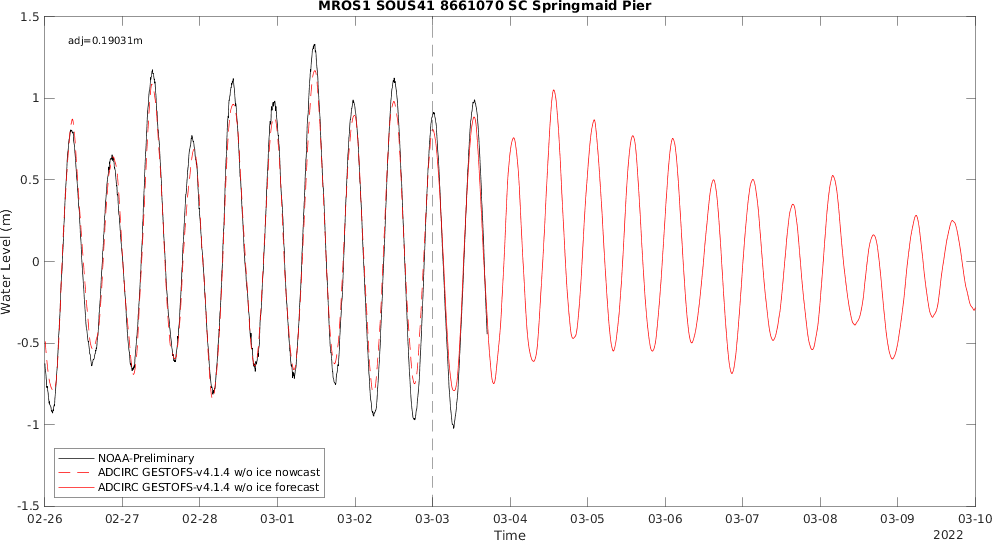 MROS1 SOUS41 8661070 SC Springmaid Pier
adj=0.19031m
1.5
1
0.5
0
-0.5
-1
-1.5
Water Level (m)
NOAA-Preliminary
ADCIRC GESTOFS-v4.1.4 w/o ice nowcast
ADCIRC GESTOFS-v4.1.4 w/o ice forecast
02-26 02-27 02-28 03-01 03-02 03-03 03-04 03-05 03-06 03-07 03-08 03-09 03-10
Time
2022